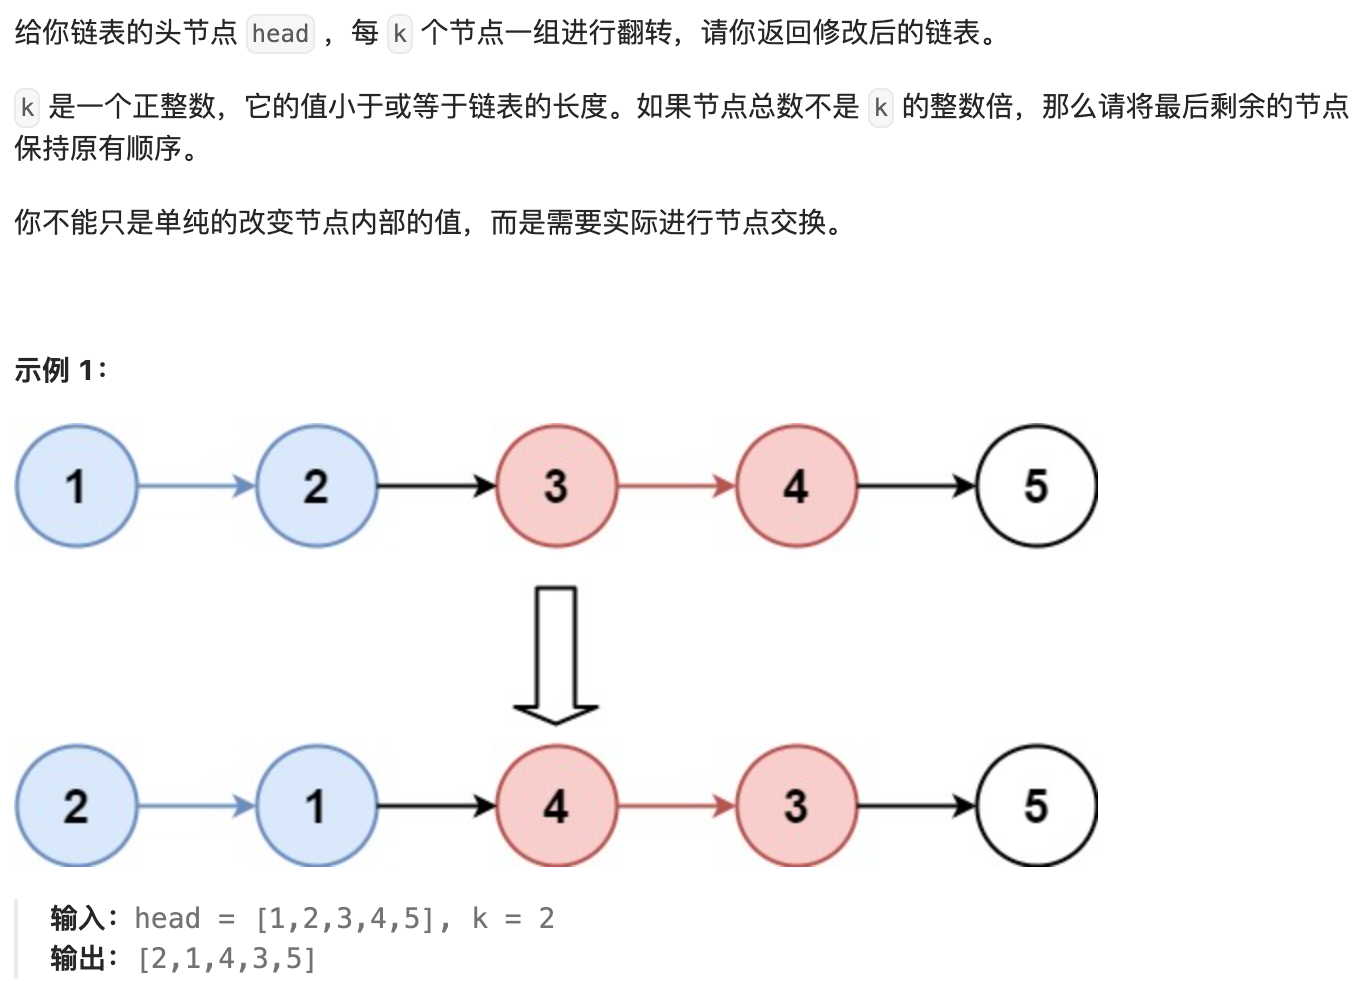 给你链表的头节点 head ，每 k 个节点一组进行翻转，请你返回修改后的链表。
k 是一个正整数，它的值小于或等于链表的长度。如果节点总数不是 k 的整数倍，那么请将最后剩余的节点
保持原有顺序。
你不能只是单纯的改变节点内部的值，而是需要实际进行节点交换。
示例 1：
1 2 3 4 5
2 1 4 3 5
输入：head = [1,2,3,4,5], k = 2
输出：[2,1,4,3,5]